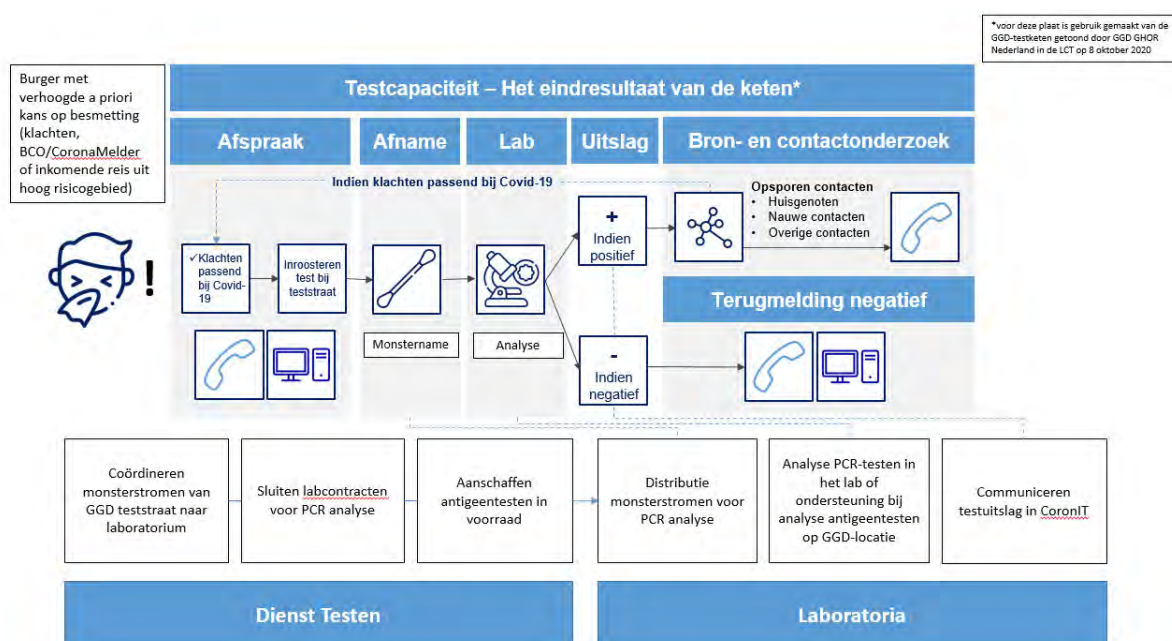 *voor deze plaat is gebruik gemaakt van de
GGD-testketen getoond door GGD GHOR
Nederland in de LCT op 8 oktober 2020
Burger met
verhoogde a priori
kans op besmetting
(klachten,
BCO/CoronaMelder
of inkomende reis uit
hoog risicogebied)
Testcapaciteit – Het eindresultaat van de keten*
Afspraak
Afname
Lab
Uitslag
Bron- en contactonderzoek
Indien klachten passend bij Covid-19
Opsporen contacten
• Huisgenoten
• Nauwe contacten
• Overige contacten
✓Klachten
passend
bij Covid-
19
Inroosteren
test bij
teststraat
+
Indien
positief
Terugmelding negatief
Monstername
Analyse
-
Indien
negatief
Coördineren
monsterstromen van
GGD teststraat naar
laboratorium
Sluiten labcontracten
voor PCR analyse
Aanschaffen
antigeentesten in
voorraad
Distributie
monsterstromen voor
PCR analyse
Analyse PCR-testen in
het lab of
ondersteuning bij
analyse antigeentesten
op GGD-locatie
Communiceren
testuitslag in CoronIT
Dienst Testen
Laboratoria